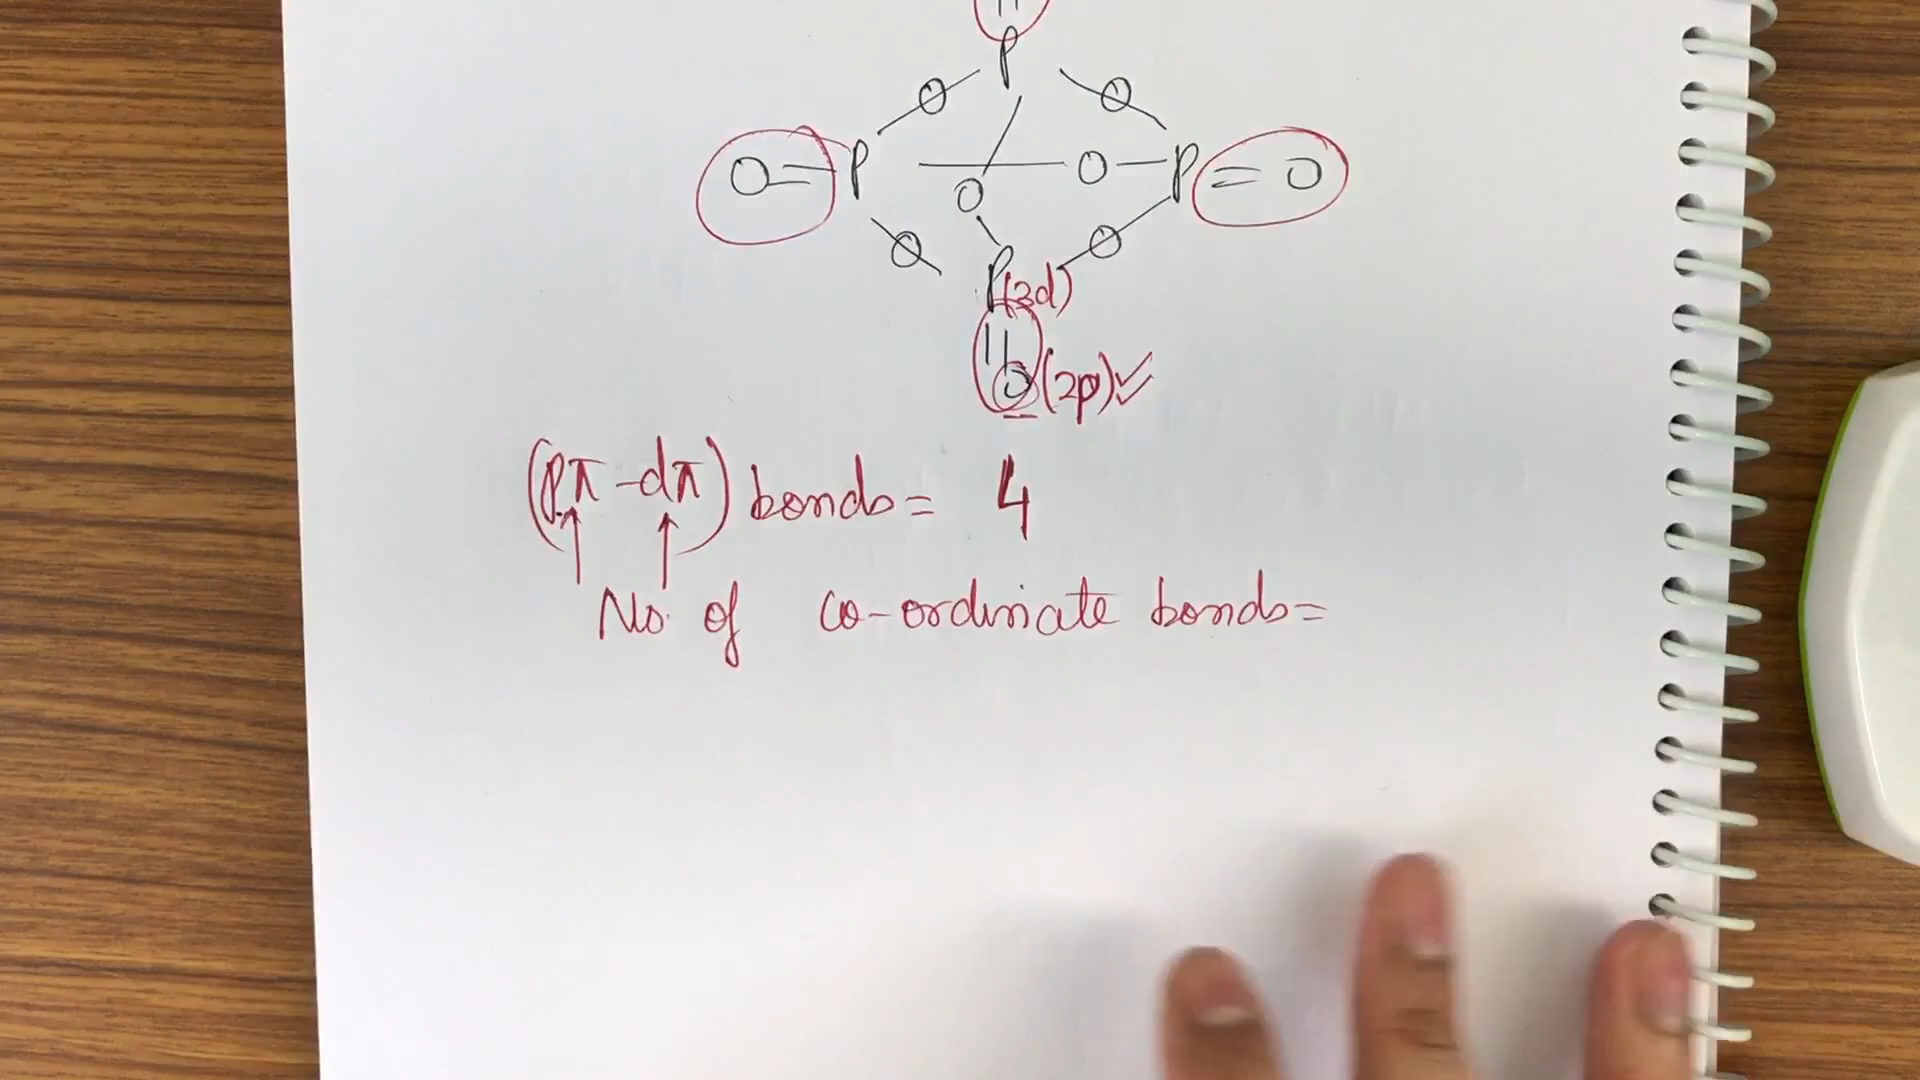 P
O O
O = P O P = O
O
O P (3d) O
||
O (2p) ✓✓
(pπ-dπ) bonds = 4
No. of co-ordinate bonds =